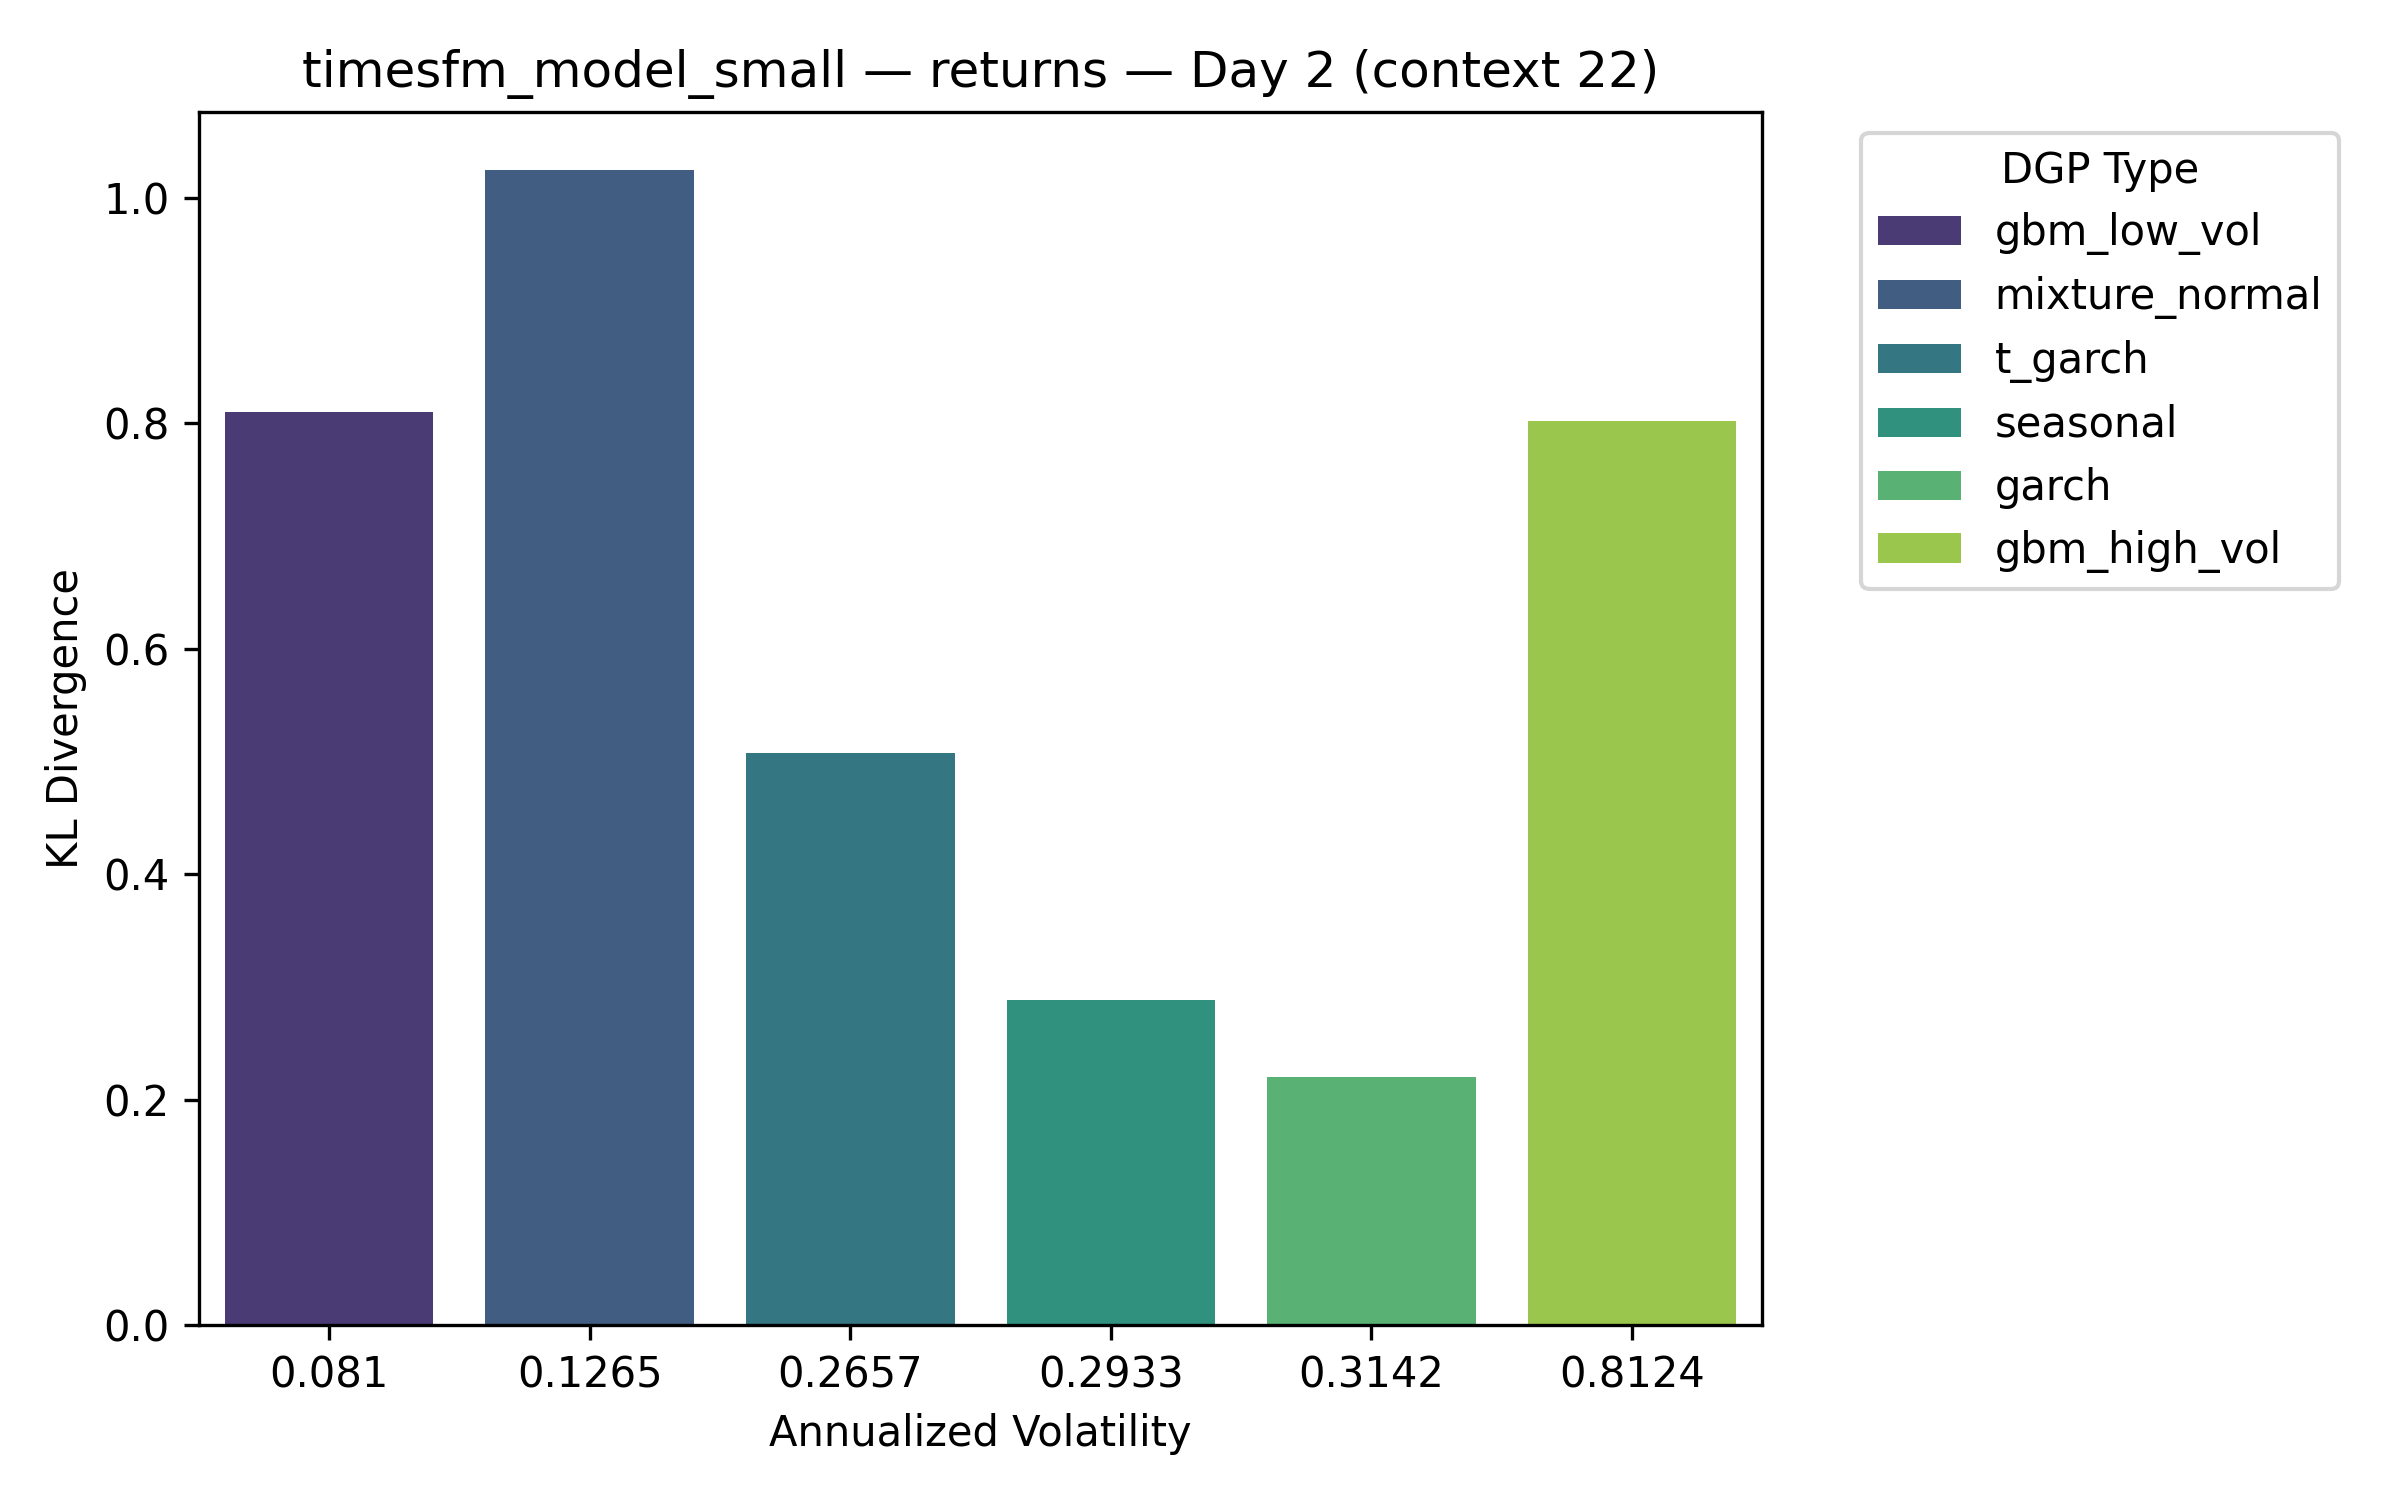 timesfm_model_small — returns — Day 2 (context 22)
KL Divergence
1.0
0.8
0.6
0.4
0.2
0.0
0.081 0.1265 0.2657 0.2933 0.3142 0.8124
Annualized Volatility
DGP Type
gbm_low_vol
mixture_normal
t_garch
seasonal
garch
gbm_high_vol